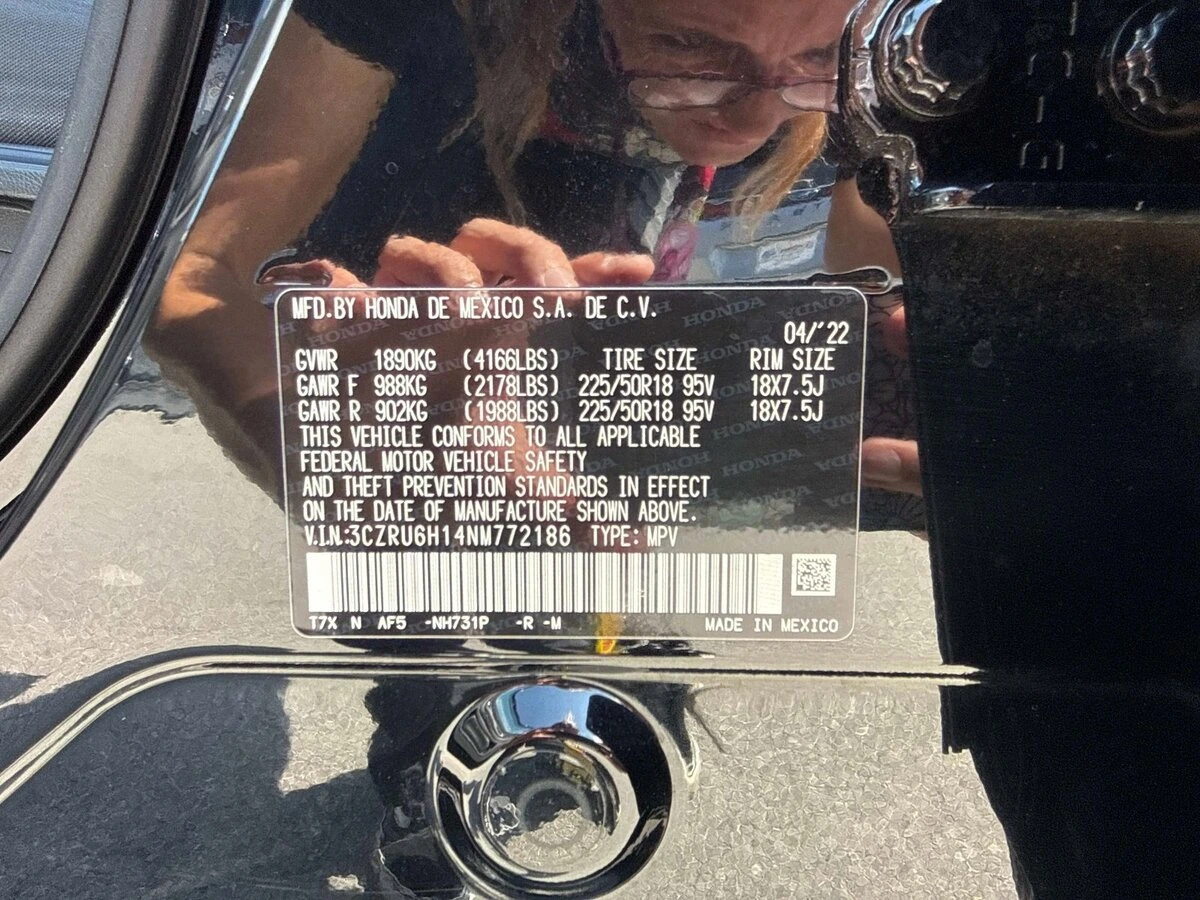 MFD.BY HONDA DE MEXICO S.A. DE C.V.
04/'22
GVWR 1890KG (4166LBS) TIRE SIZE RIM SIZE
GAWR F 988KG (2178LBS) 225/50R18 95V 18X7.5J
GAWR R 902KG (1988LBS) 225/50R18 95V 18X7.5J
THIS VEHICLE CONFORMS TO ALL APPLICABLE
FEDERAL MOTOR VEHICLE SAFETY
AND THEFT PREVENTION STANDARDS IN EFFECT
ON THE DATE OF MANUFACTURE SHOWN ABOVE.
V.I.N.:3CZRU6H14NM772186 TYPE: MPV
T7X N AF5 -NH731P -R -M MADE IN MEXICO